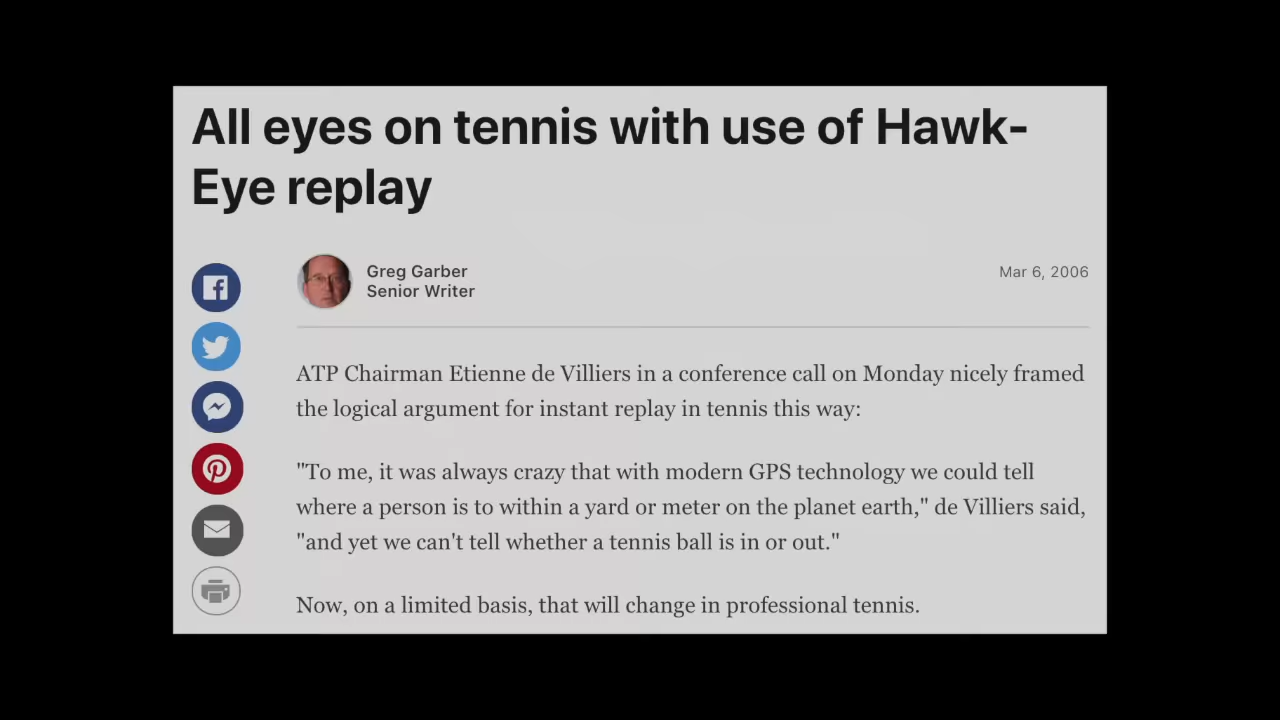 All eyes on tennis with use of Hawk-
Eye replay
Greg Garber
Senior Writer
Mar 6, 2006
ATP Chairman Etienne de Villiers in a conference call on Monday nicely framed
the logical argument for instant replay in tennis this way:
"To me, it was always crazy that with modern GPS technology we could tell
where a person is to within a yard or meter on the planet earth," de Villiers said,
"and yet we can't tell whether a tennis ball is in or out."
Now, on a limited basis, that will change in professional tennis.